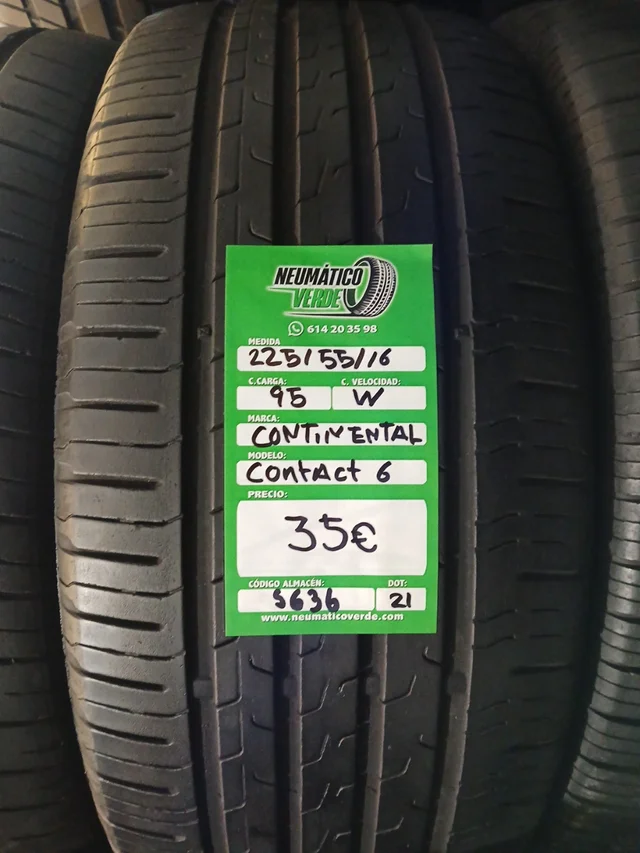 NEUMÁTICO
VERDE
614 20 35 98
MEDIDA
225/55/16
C.CARGA: C. VELOCIDAD:
95 W
MARCA:
CONTINENTAL
MODELO:
CONTACT 6
PRECIO:
35€
CÓDIGO ALMACÉN: DOT:
5636 21
www.neumaticoverde.com